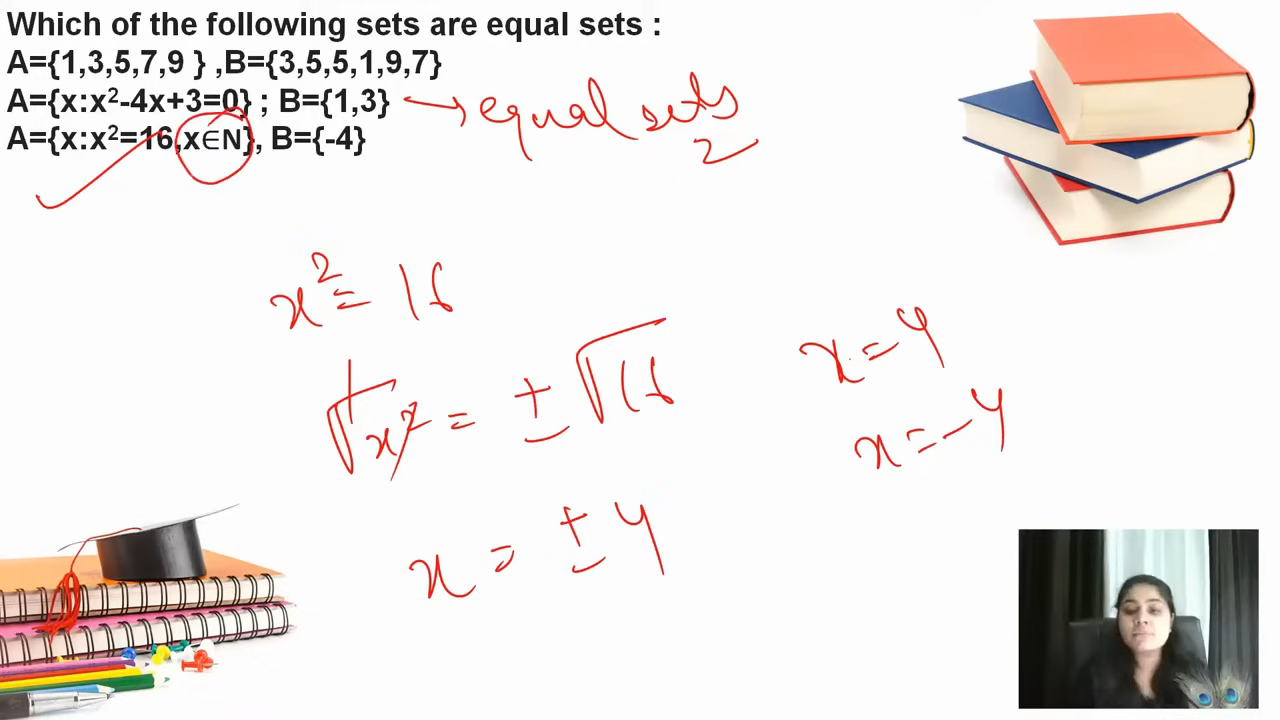 Which of the following sets are equal sets :
A={1,3,5,7,9 } ,B={3,5,5,1,9,7}
A={x:x²-4x+3=0} ; B={1,3} → equal sets
2
A={x:x²=16,x∈N}, B={-4}
x² = 16
√x² = ± √16
x = 4
x = -4
x = ± 4